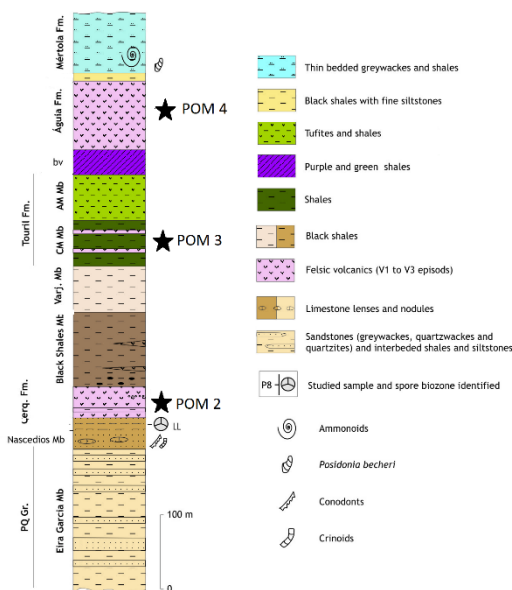 Mértola Fm.
Águia Fm.
bv
Touril Fm.
AM Mb
CM Mb
Varj. Mb
Black Shales Mb
Cerq. Fm.
Nascedios Mb
PQ Gr.
Eira Garcia Mb
POM 4
POM 3
POM 2
LL
100 m
0
Thin bedded greywackes and shales
Black shales with fine siltstones
Tufites and shales
Purple and green shales
Shales
Black shales
Felsic volcanics (V1 to V3 episods)
Limestone lenses and nodules
Sandstones (greywackes, quartzwackes and
quartzites) and interbeded shales and siltstones
P8 Studied sample and spore biozone identified
Ammonoids
Posidonia becheri
Conodonts
Crinoids